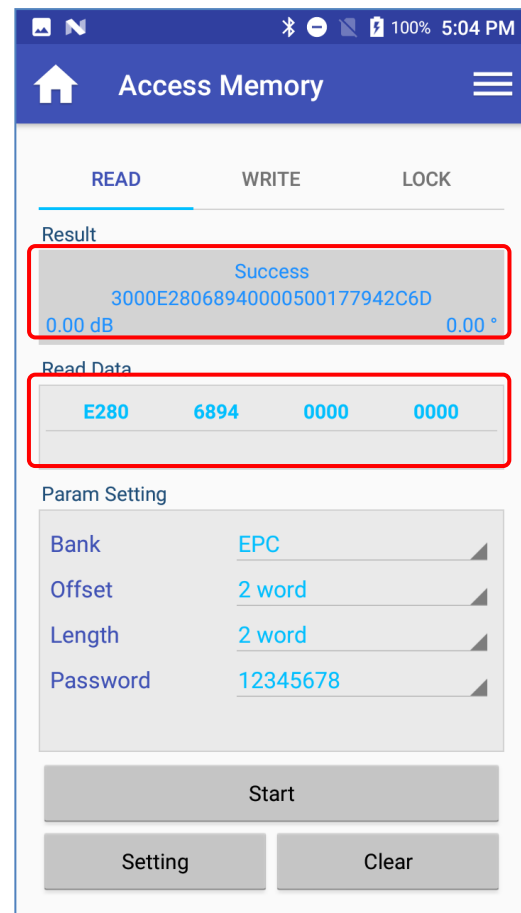 100% 5:04 PM
Access Memory
READ WRITE LOCK
Result
Success
3000E28068940000500177942C6D
0.00 dB 0.00 °
Read Data
E280 6894 0000 0000
Param Setting
Bank EPC
Offset 2 word
Length 2 word
Password 12345678
Start
Setting Clear